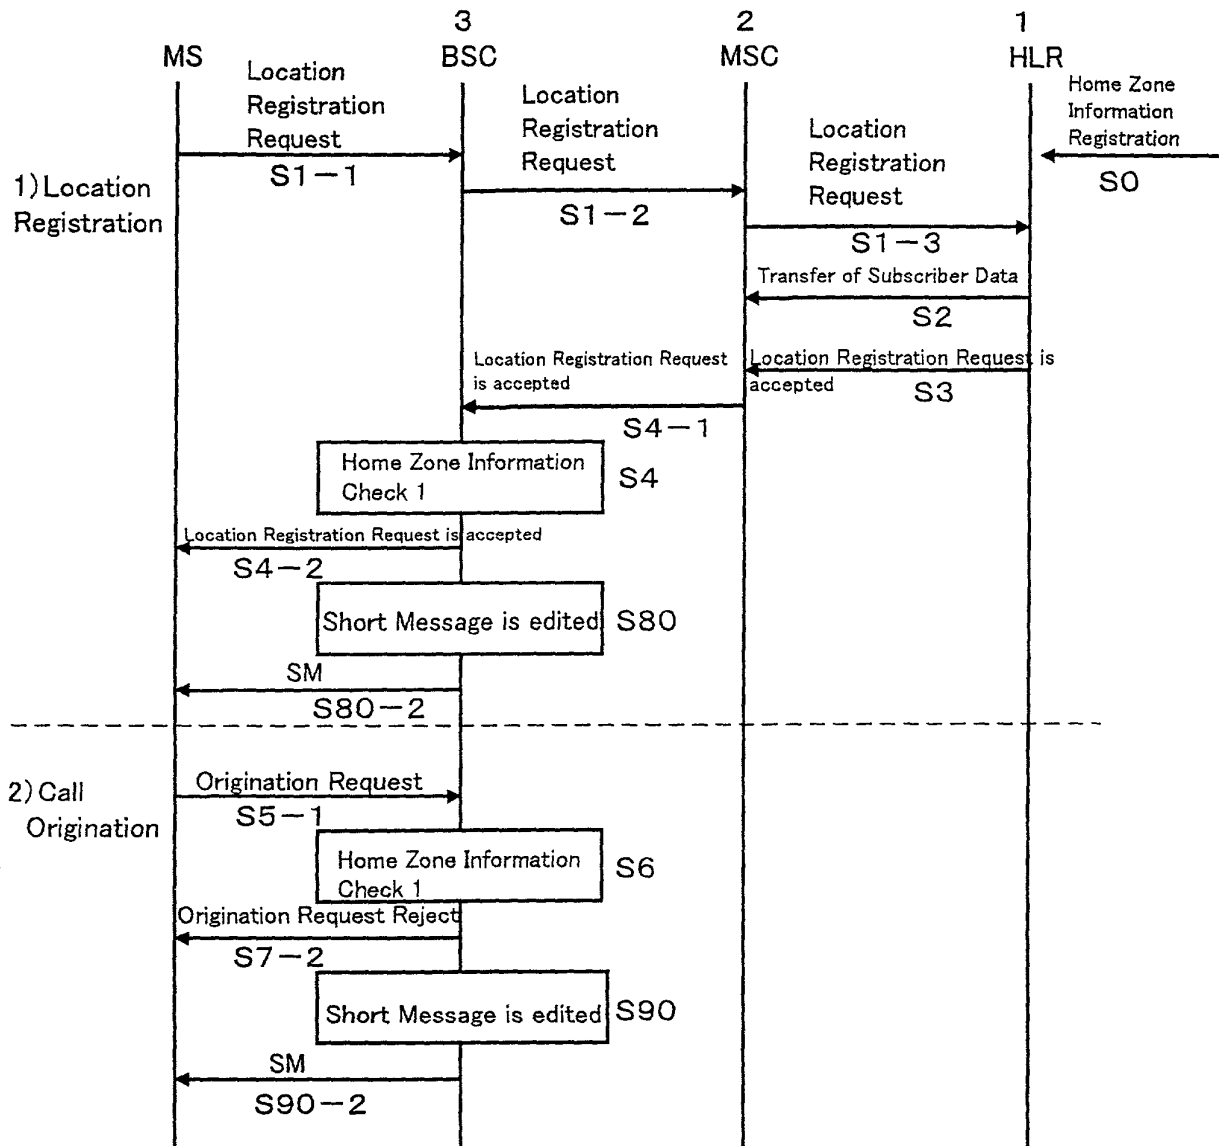 3
2
1
MS
BSC
MSC
HLR
Location
Registration
Request
S1-1
Location
Registration
Request
S1-2
Location
Registration
Request
S1-3
Home Zone
Information
Registration
S0
1)Location
Registration
Transfer of Subscriber Data
S2
Location Registration Request is
accepted
S3
Location Registration Request
is accepted
S4-1
Home Zone Information
Check 1
S4
Location Registration Request is accepted
S4-2
Short Message is edited
S80
SM
S80-2
2)Call
Origination
Origination Request
S5-1
Home Zone Information
Check 1
S6
Origination Request Reject
S7-2
Short Message is edited
S90
SM
S90-2